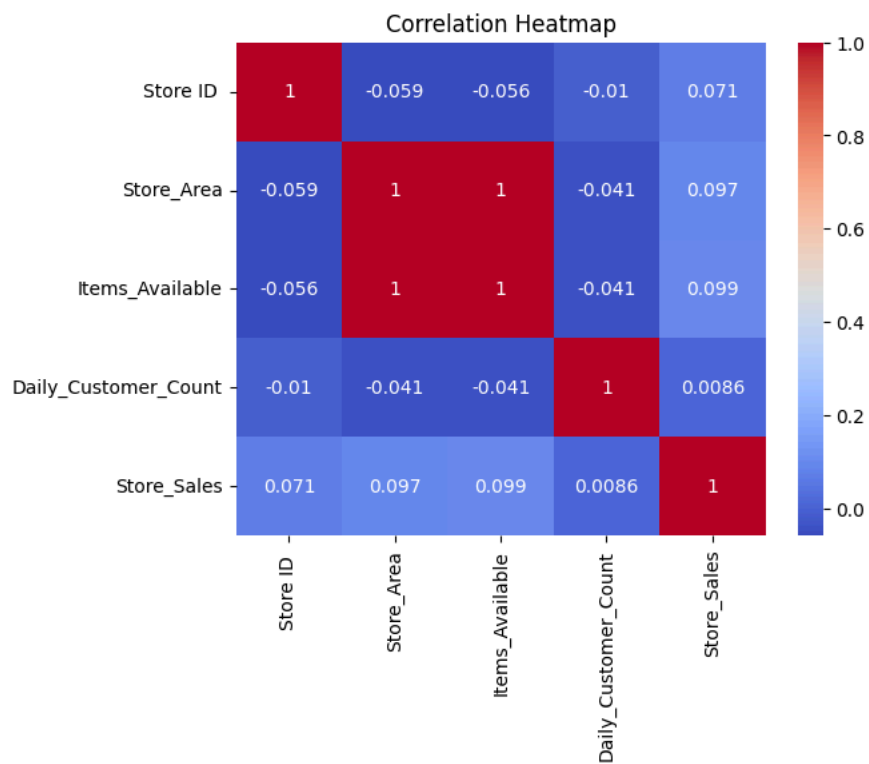 Correlation Heatmap
Store ID 1 -0.059 -0.056 -0.01 0.071
Store_Area -0.059 1 1 -0.041 0.097
Items_Available -0.056 1 1 -0.041 0.099
Daily_Customer_Count -0.01 -0.041 -0.041 1 0.0086
Store_Sales 0.071 0.097 0.099 0.0086 1
Store ID
Store_Area
Items_Available
Daily_Customer_Count
Store_Sales
1.0
0.8
0.6
0.4
0.2
0.0